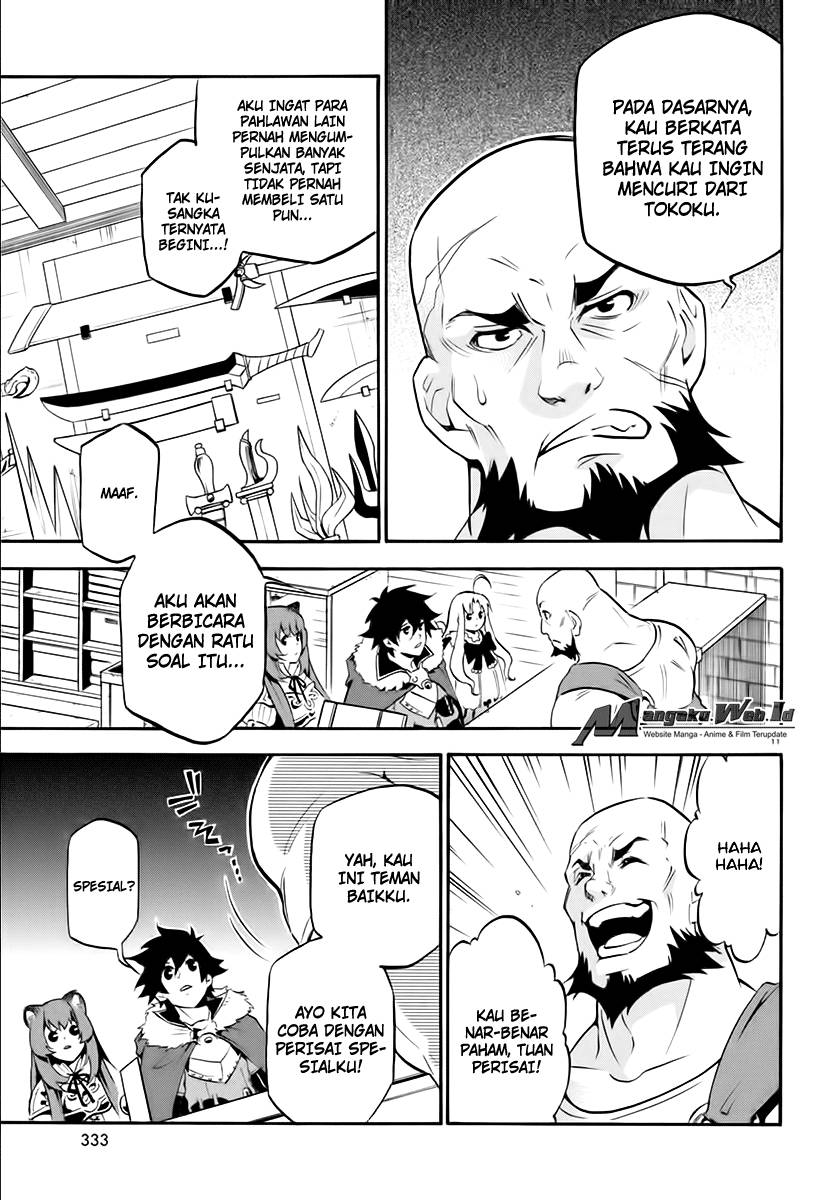 PADA DASARNYA,
KAU BERKATA
TERUS TERANG
BAHWA KAU INGIN
MENCURI DARI
TOKOKU.
AKU INGAT PARA
PAHLAWAN LAIN
PERNAH MENGUM-
PULKAN BANYAK
SENJATA, TAPI
TIDAK PERNAH
MEMBELI SATU
PUN...
TAK KU-
SANGKA
TERNYATA
BEGINI...!
MAAF.
AKU AKAN
BERBICARA
DENGAN RATU
SOAL ITU...
Mangaku.Web.Id
Website Manga - Anime & Film Terupdate
11
HAHA
HAHA!
KAU BE-
NAR-BENAR
PAHAM, TUAN
PERISAI!
YAH, KAU
INI TEMAN
BAIKKU.
AYO KITA
COBA DENGAN
PERISAI SPE-
SIALKU!
SPESIAL?
333